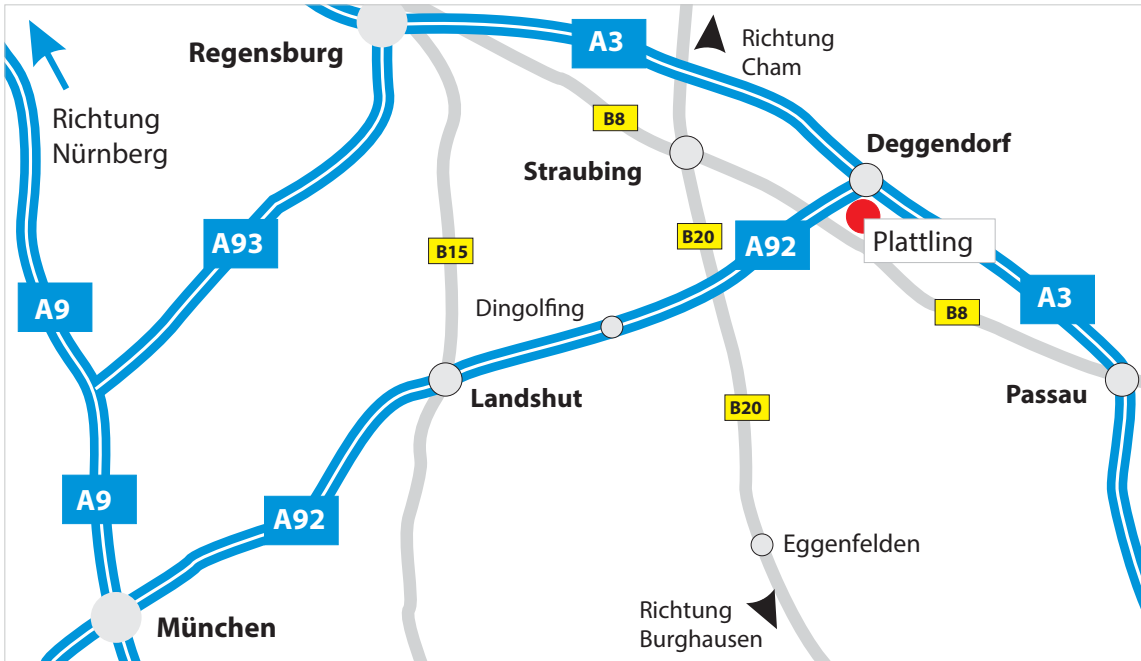 Regensburg
A3
Richtung
Cham
Richtung
Nürnberg
B8
Straubing
Deggendorf
A93
B15
B20
A92
Plattling
A9
Dingolfing
B8
A3
Landshut
B20
Passau
A9
A92
Eggenfelden
Richtung
Burghausen
München